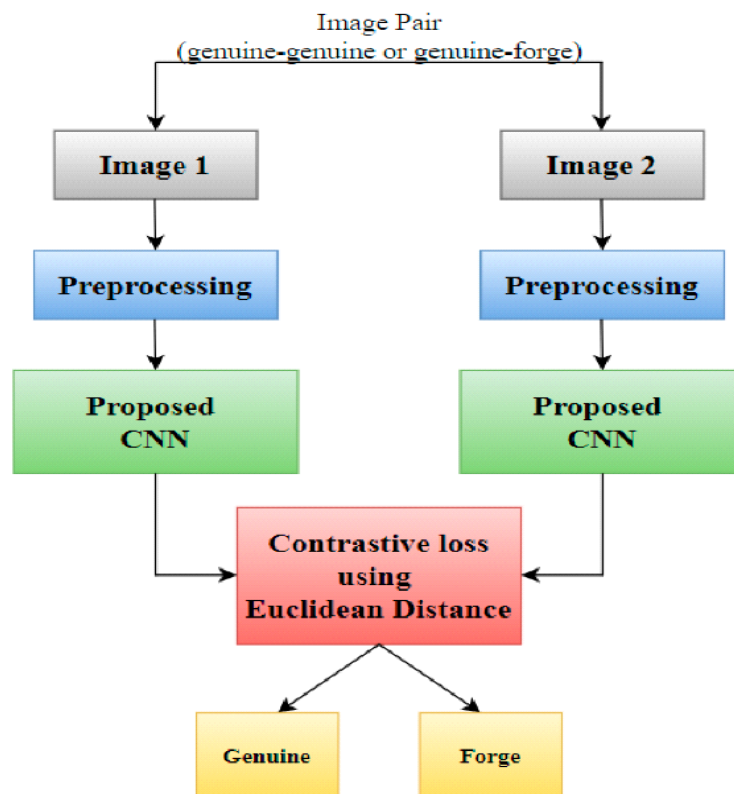 Image Pair
(genuine-genuine or genuine-forge)
Image 1
Image 2
Preprocessing
Preprocessing
Proposed
CNN
Proposed
CNN
Contrastive loss
using
Euclidean Distance
Genuine
Forge